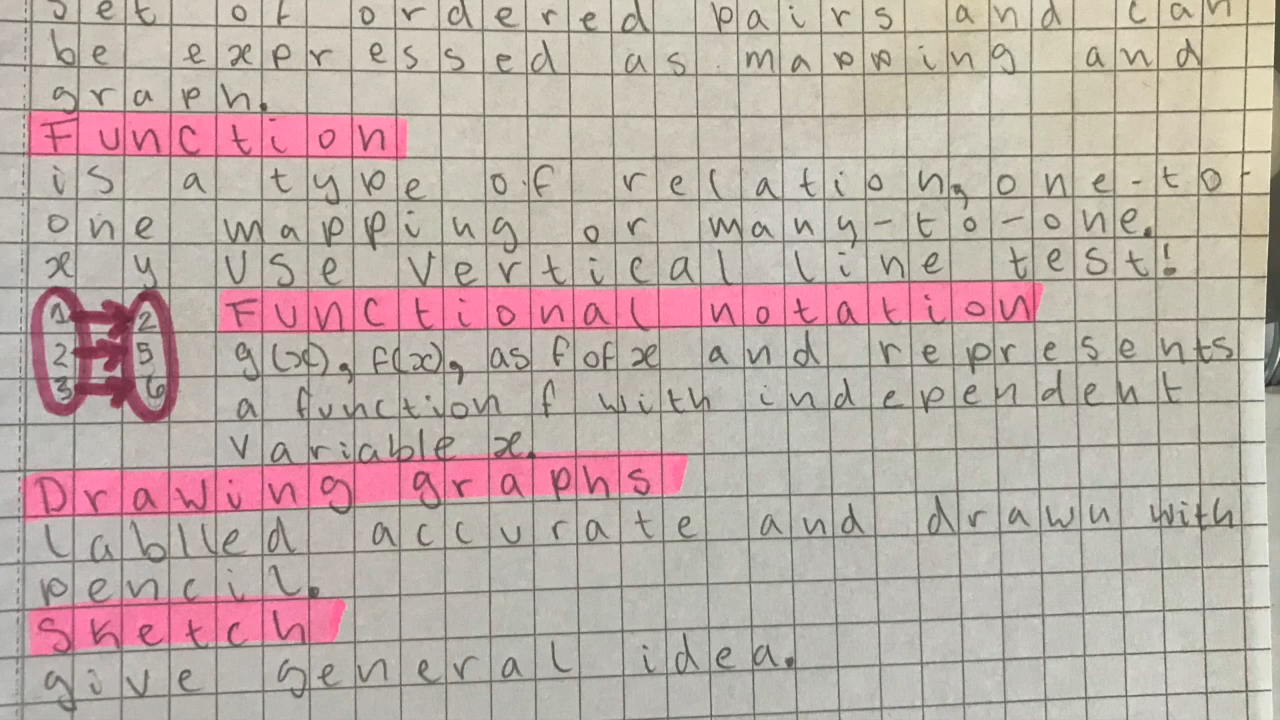 set of ordered pairs and can
be expressed as mapping and
graph.
Function
is a type of relation, one-to-
one mapping or many-to-one.
x y Use vertical line test!
1 2 Functional notation
2 5 g(x), f(x), as f of x and represents
3 6 a function f with independent
variable x.
Drawing graphs
lablled accurate and drawn with
pencil.
Sketch
give general idea.